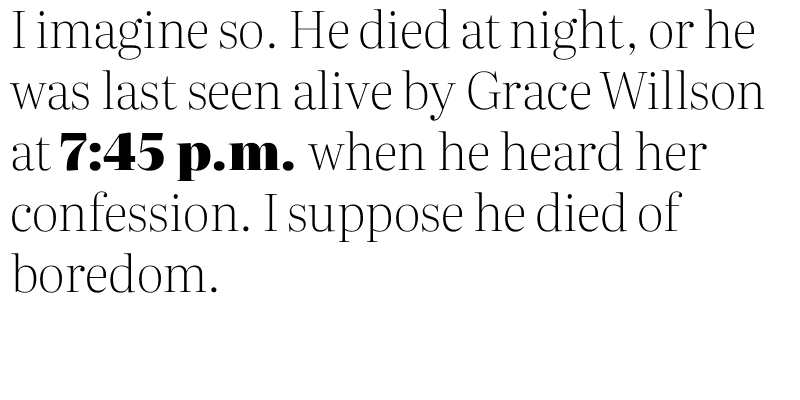 I imagine so. He died at night, or he
was last seen alive by Grace Willson
at 7:45 p.m. when he heard her
confession. I suppose he died of
boredom.